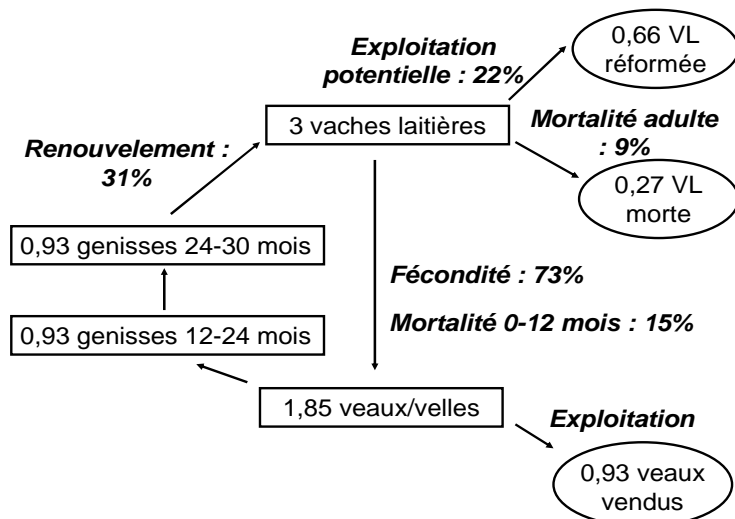 Exploitation
potentielle : 22%
0,66 VL
réformée
3 vaches laitières
Mortalité adulte
: 9%
Renouvelement :
31%
0,27 VL
morte
0,93 genisses 24-30 mois
Fécondité : 73%
0,93 genisses 12-24 mois
Mortalité 0-12 mois : 15%
1,85 veaux/velles
Exploitation
0,93 veaux
vendus